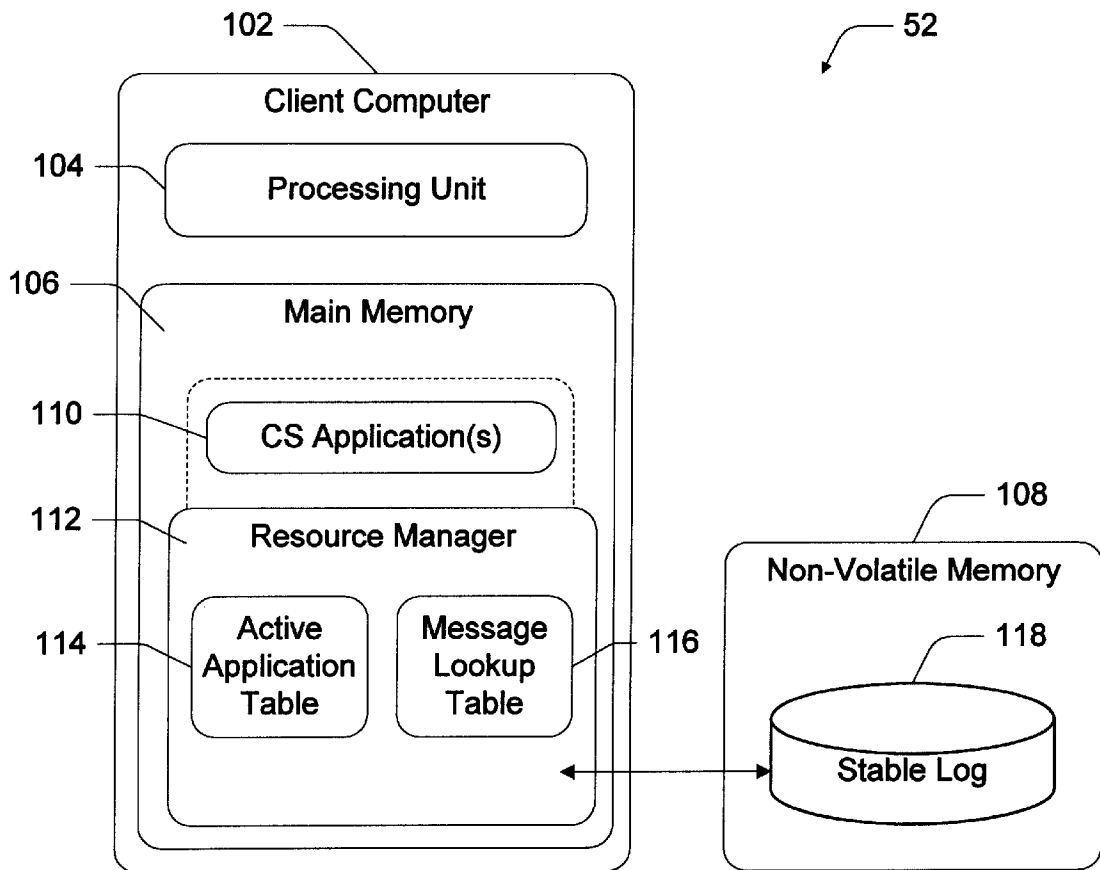 102
52
Client Computer
104
Processing Unit
106
Main Memory
110
CS Application(s)
112
Resource Manager
108
Non-Volatile Memory
114
Active
Application
Table
Message
Lookup
Table
116
118
Stable Log